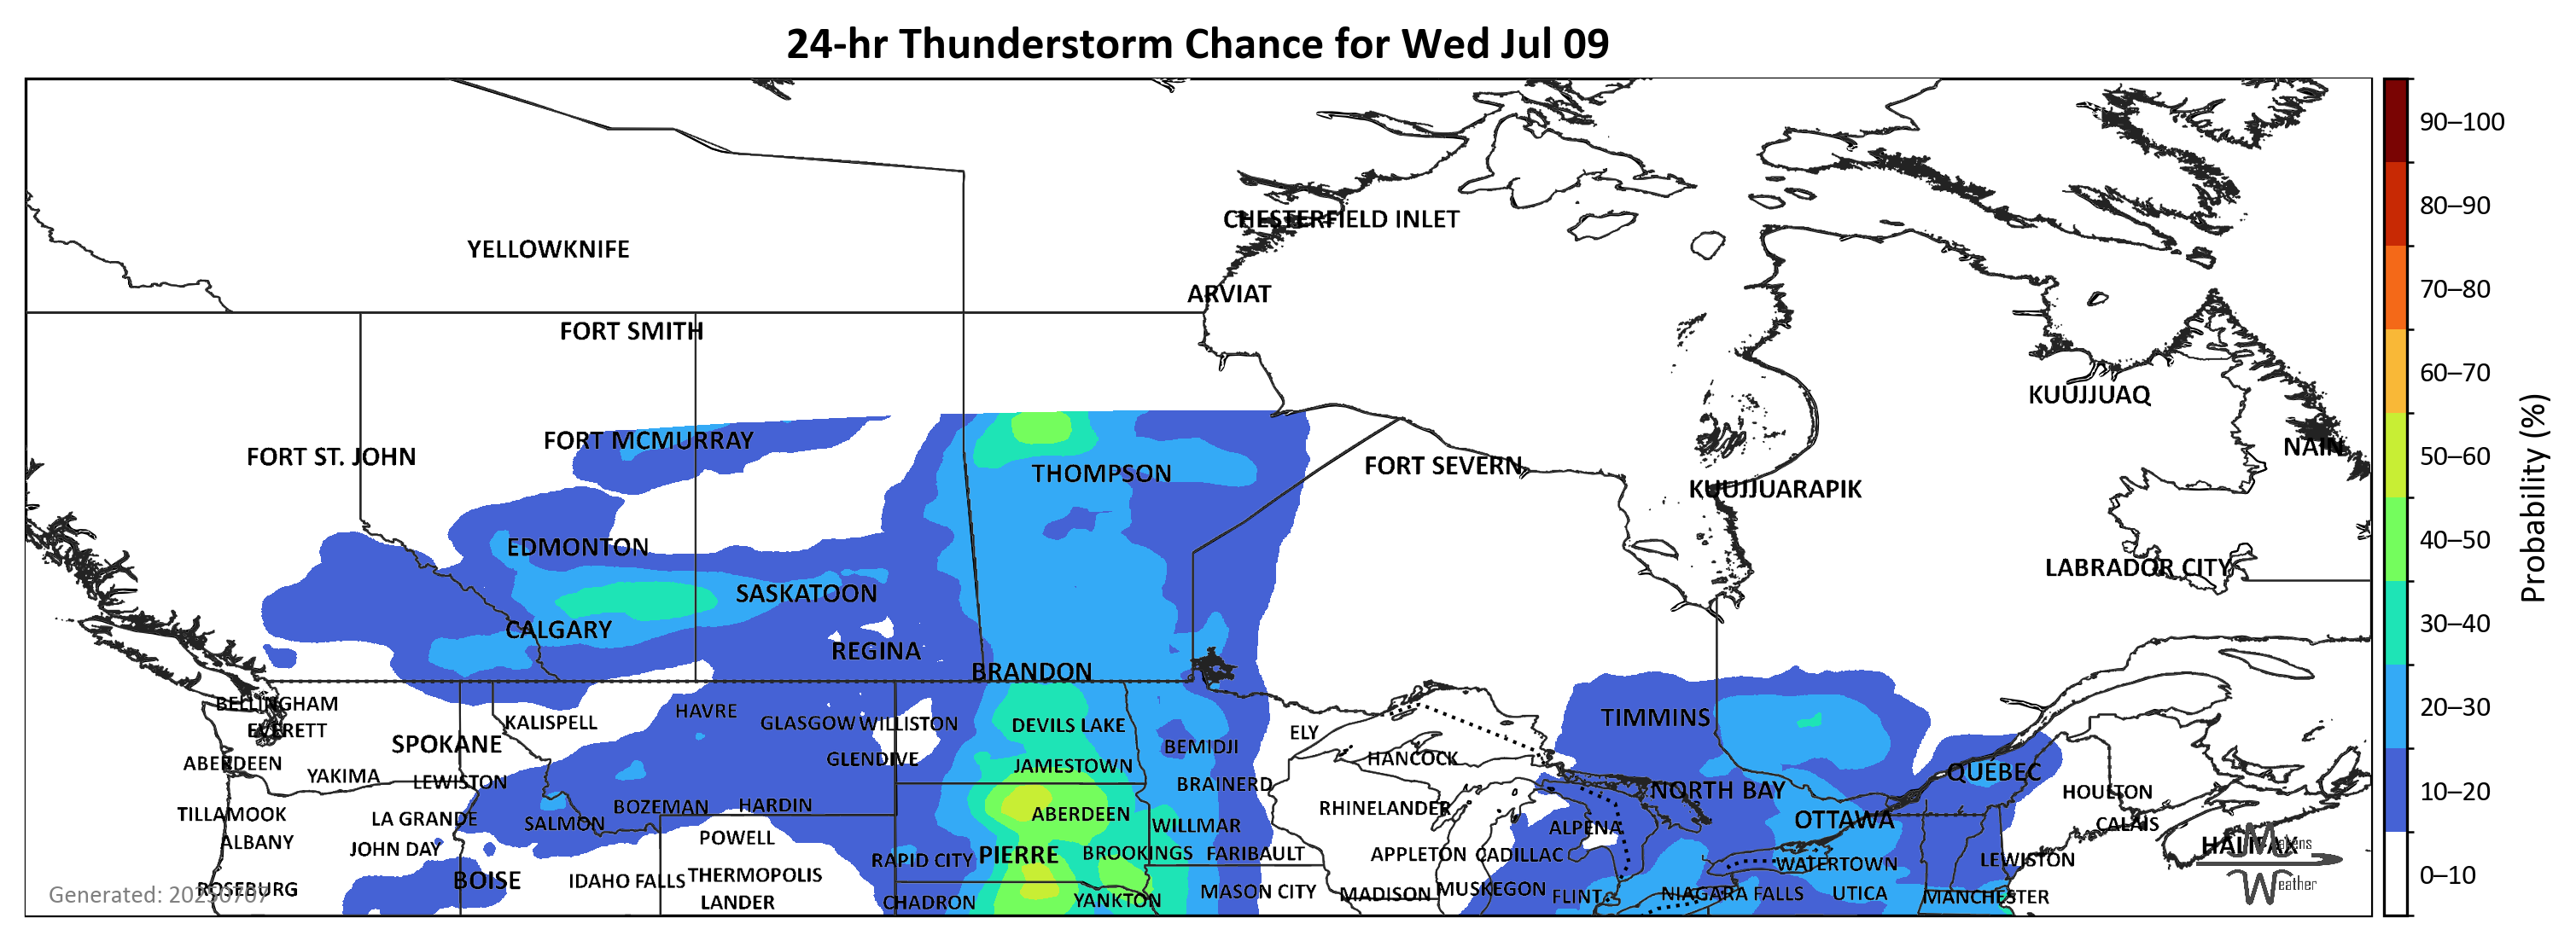 24-hr Thunderstorm Chance for Wed Jul 09
90–100
80–90
70–80
60–70
50–60
40–50
30–40
20–30
10–20
0–10
Probability (%)
CHESTERFIELD INLET
YELLOWKNIFE
ARVIAT
FORT SMITH
KUUJJUAQ
FORT MCMURRAY
NAIN
FORT ST. JOHN
FORT SEVERN
THOMPSON
KUUJJUARAPIK
EDMONTON
LABRADOR CITY
SASKATOON
CALGARY
REGINA
BRANDON
BELLINGHAM
HAVRE
TIMMINS
KALISPELL
GLASGOW
WILLISTON
DEVILS LAKE
EVERETT
ELY
SPOKANE
BEMIDJI
GLENDIVE
HANCOCK
ABERDEEN
JAMESTOWN
QUÉBEC
YAKIMA
LEWISTON
BRAINERD
NORTH BAY
HOULTON
BOZEMAN
HARDIN
RHINELANDER
TILLAMOOK
ABERDEEN
LA GRANDE
SALMON
WILLMAR
ALPENA
OTTAWA
CALAIS
ALBANY
POWELL
HALIFAX
JOHN DAY
PIERRE
BROOKINGS
FARIBAULT
APPLETON
CADILLAC
RAPID CITY
WATERTOWN
LEWISTON
BOISE
IDAHO FALLS
THERMOPOLIS
ROSEBURG
MASON CITY
MADISON
MUSKEGON
FLINT
NIAGARA FALLS
UTICA
MANCHESTER
LANDER
CHADRON
YANKTON
Generated: 20250707
Weather